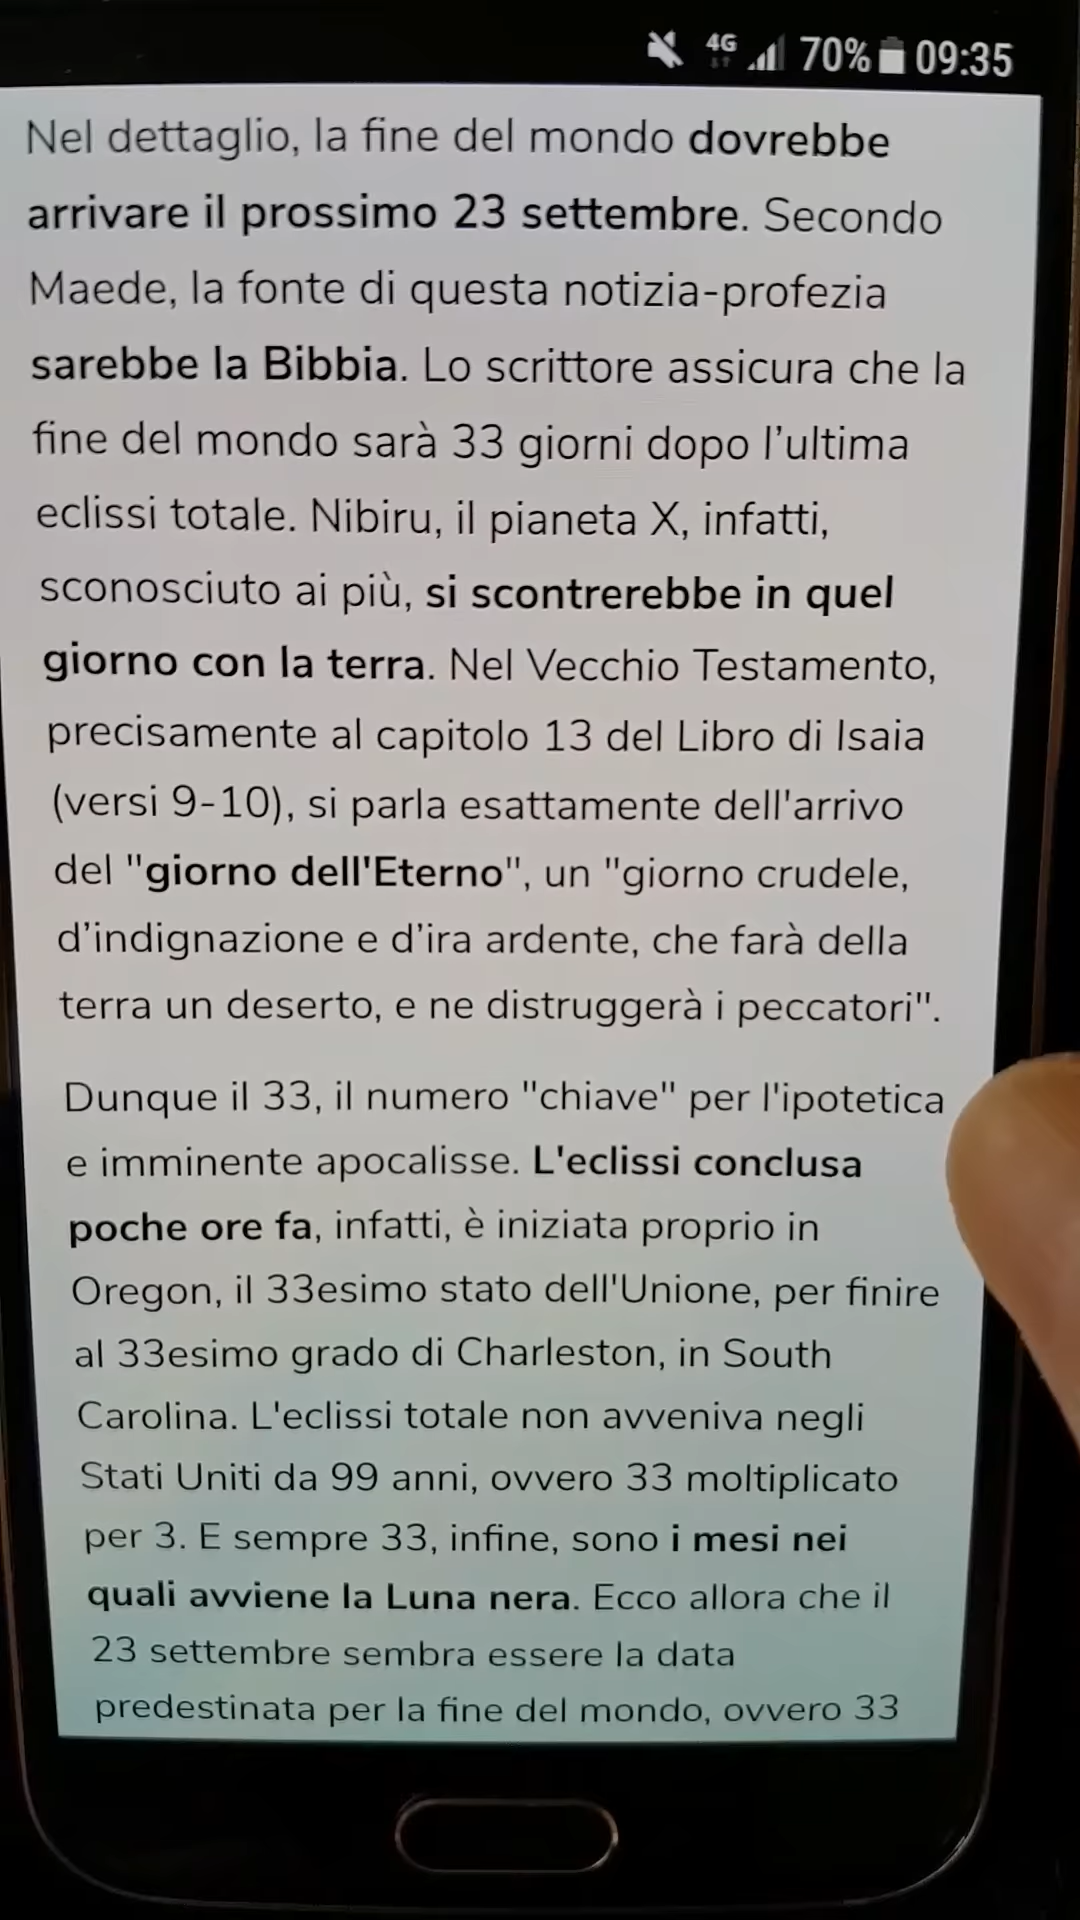 4G 70% 09:35
Nel dettaglio, la fine del mondo dovrebbe
arrivare il prossimo 23 settembre. Secondo
Maede, la fonte di questa notizia-profezia
sarebbe la Bibbia. Lo scrittore assicura che la
fine del mondo sarà 33 giorni dopo l'ultima
eclissi totale. Nibiru, il pianeta X, infatti,
sconosciuto ai più, si scontrerebbe in quel
giorno con la terra. Nel Vecchio Testamento,
precisamente al capitolo 13 del Libro di Isaia
(versi 9-10), si parla esattamente dell'arrivo
del "giorno dell'Eterno", un "giorno crudele,
d’indignazione e d’ira ardente, che farà della
terra un deserto, e ne distruggerà i peccatori".
Dunque il 33, il numero "chiave" per l'ipotetica
e imminente apocalisse. L'eclissi conclusa
poche ore fa, infatti, è iniziata proprio in
Oregon, il 33esimo stato dell'Unione, per finire
al 33esimo grado di Charleston, in South
Carolina. L'eclissi totale non avveniva negli
Stati Uniti da 99 anni, ovvero 33 moltiplicato
per 3. E sempre 33, infine, sono i mesi nei
quali avviene la Luna nera. Ecco allora che il
23 settembre sembra essere la data
predestinata per la fine del mondo, ovvero 33